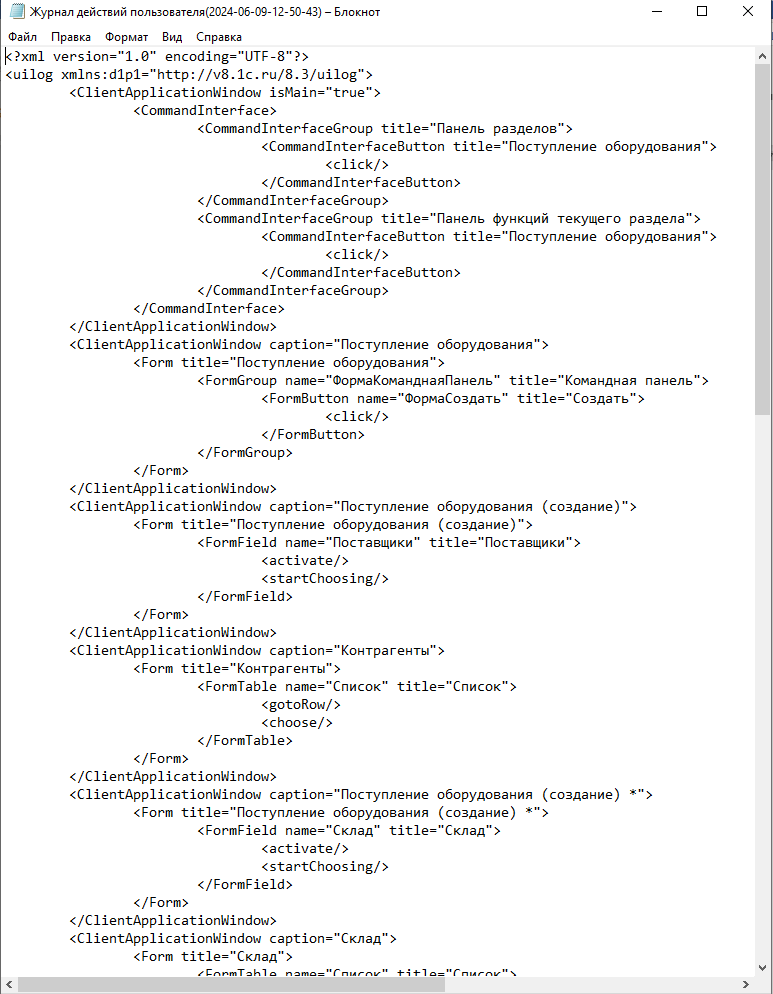 Журнал действий пользователя(2024-06-09-12-50-43) – Блокнот
Файл Правка Формат Вид Справка
<?xml version="1.0" encoding="UTF-8"?>
<uilog xmlns:d1p1="http://v8.1c.ru/8.3/uilog">
<ClientApplicationWindow isMain="true">
<CommandInterface>
<CommandInterfaceGroup title="Панель разделов">
<CommandInterfaceButton title="Поступление оборудования">
<click/>
</CommandInterfaceButton>
</CommandInterfaceGroup>
<CommandInterfaceGroup title="Панель функций текущего раздела">
<CommandInterfaceButton title="Поступление оборудования">
<click/>
</CommandInterfaceButton>
</CommandInterfaceGroup>
</CommandInterface>
</ClientApplicationWindow>
<ClientApplicationWindow caption="Поступление оборудования">
<Form title="Поступление оборудования">
<FormGroup name="ФормаКоманднаяПанель" title="Командная панель">
<FormButton name="ФормаСоздать" title="Создать">
<click/>
</FormButton>
</FormGroup>
</Form>
</ClientApplicationWindow>
<ClientApplicationWindow caption="Поступление оборудования (создание)">
<Form title="Поступление оборудования (создание)">
<FormField name="Поставщики" title="Поставщики">
<activate/>
<startChoosing/>
</FormField>
</Form>
</ClientApplicationWindow>
<ClientApplicationWindow caption="Контрагенты">
<Form title="Контрагенты">
<FormTable name="Список" title="Список">
<gotoRow/>
<choose/>
</FormTable>
</Form>
</ClientApplicationWindow>
<ClientApplicationWindow caption="Поступление оборудования (создание) *">
<Form title="Поступление оборудования (создание) *">
<FormField name="Склад" title="Склад">
<activate/>
<startChoosing/>
</FormField>
</Form>
</ClientApplicationWindow>
<ClientApplicationWindow caption="Склад">
<Form title="Склад">
<FormTable name="Список" title="Список">